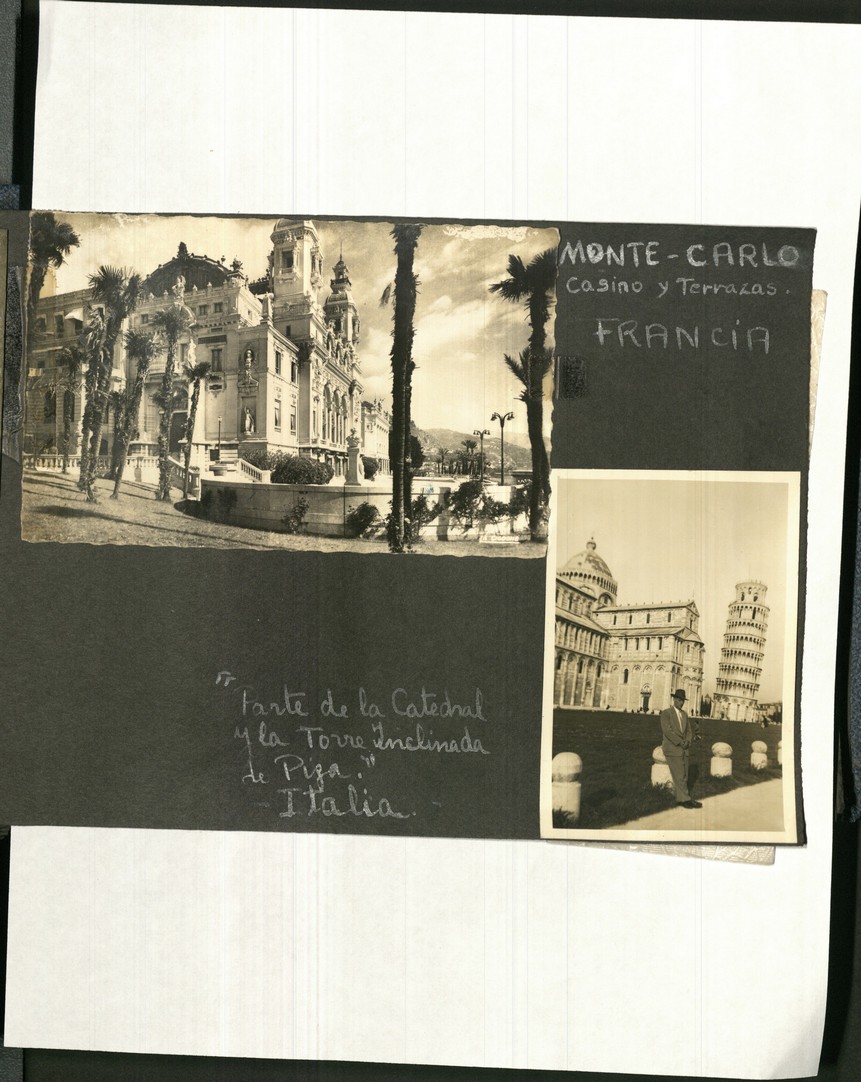 MONTE-CARLO
Casino y Terrazas.
FRANCiA
"Parte de la Catedral
y la Torre Inclinada
de Piza."
- Italia. -